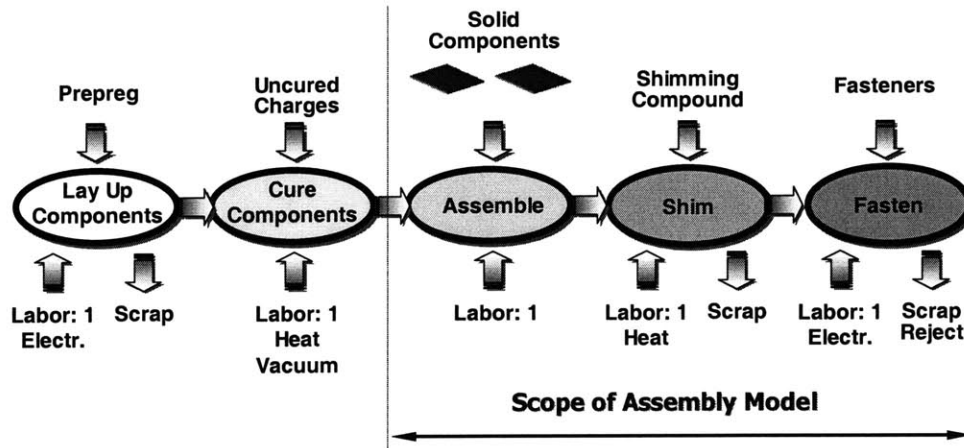 Solid
Components
Prepreg
Uncured
Charges
Shimming
Compound
Fasteners
Lay Up
Components
Cure
Components
Assemble
Shim
Fasten
Labor: 1
Electr.
Scrap
Labor: 1
Heat
Vacuum
Labor: 1
Labor: 1
Heat
Scrap
Labor: 1
Electr.
Scrap
Reject
Scope of Assembly Model